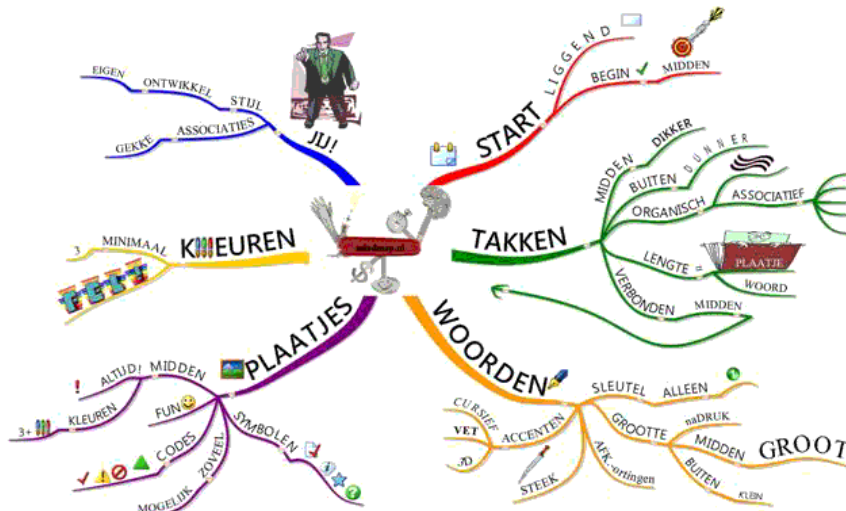 START
LIGGEND
BEGIN
MIDDEN
TAKKEN
MIDDEN
DIKKER
BUITEN
DUNNER
ORGANISCH
ASSOCIATIEF
LENGTE =
PLAATJE
WOORD
VERBONDEN
MIDDEN
WOORDEN
SLEUTEL
ALLEEN
GROOTTE
naDRUK
MIDDEN
GROOT
BUITEN
KLEIN
AFK.-ortingen
STEEK
ACCENTEN
CURSIEF
VET
3D
PLAATJES
MIDDEN
ALTIJD!
KLEUREN
3+
FUN
SYMBOLEN
CODES
ZOVEEL
MOGELIJK
KLEUREN
MINIMAAL
3
JIJ!
STIJL
ONTWIKKEL
EIGEN
ASSOCIATIES
GEKKE
mindmap.nl